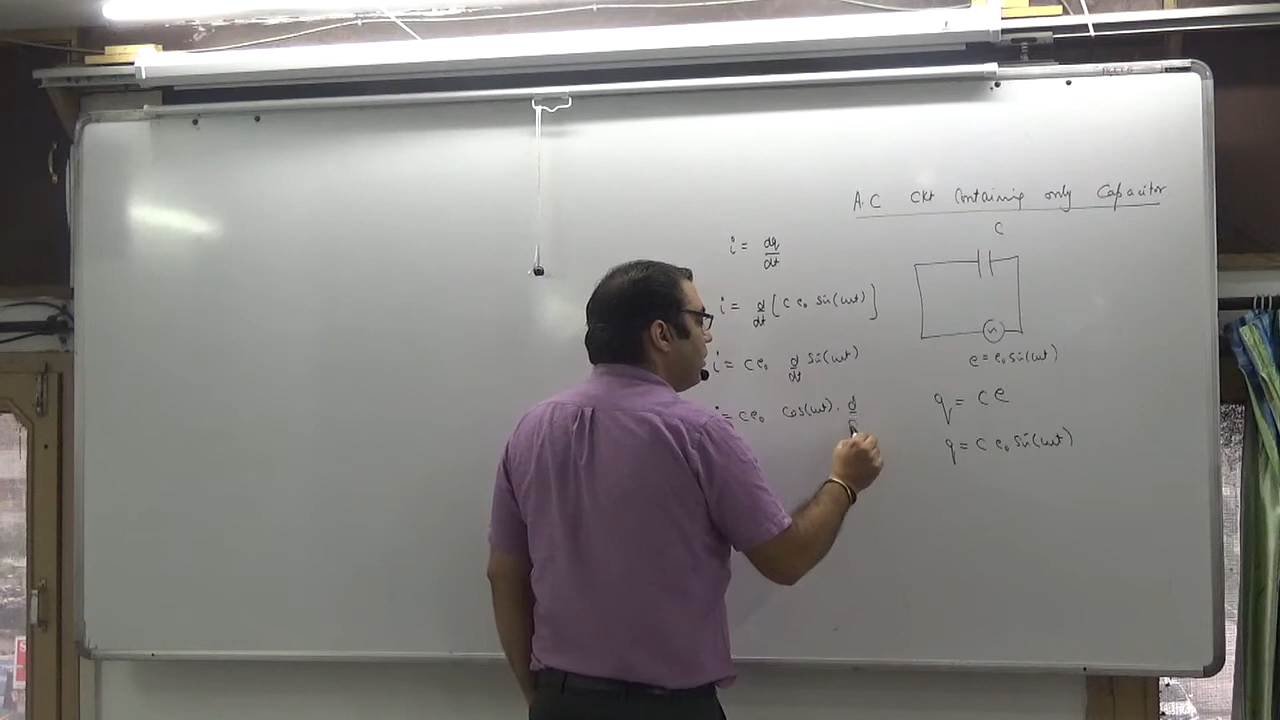 A.C Ckt Containing only Capacitor
C
e = e₀ sin(ωt)
q = C e
q = C e₀ sin(ωt)
i = dq/dt
i = d/dt [C e₀ sin(ωt)]
i = C e₀ d/dt sin(ωt)
i = C e₀ cos(ωt) · d